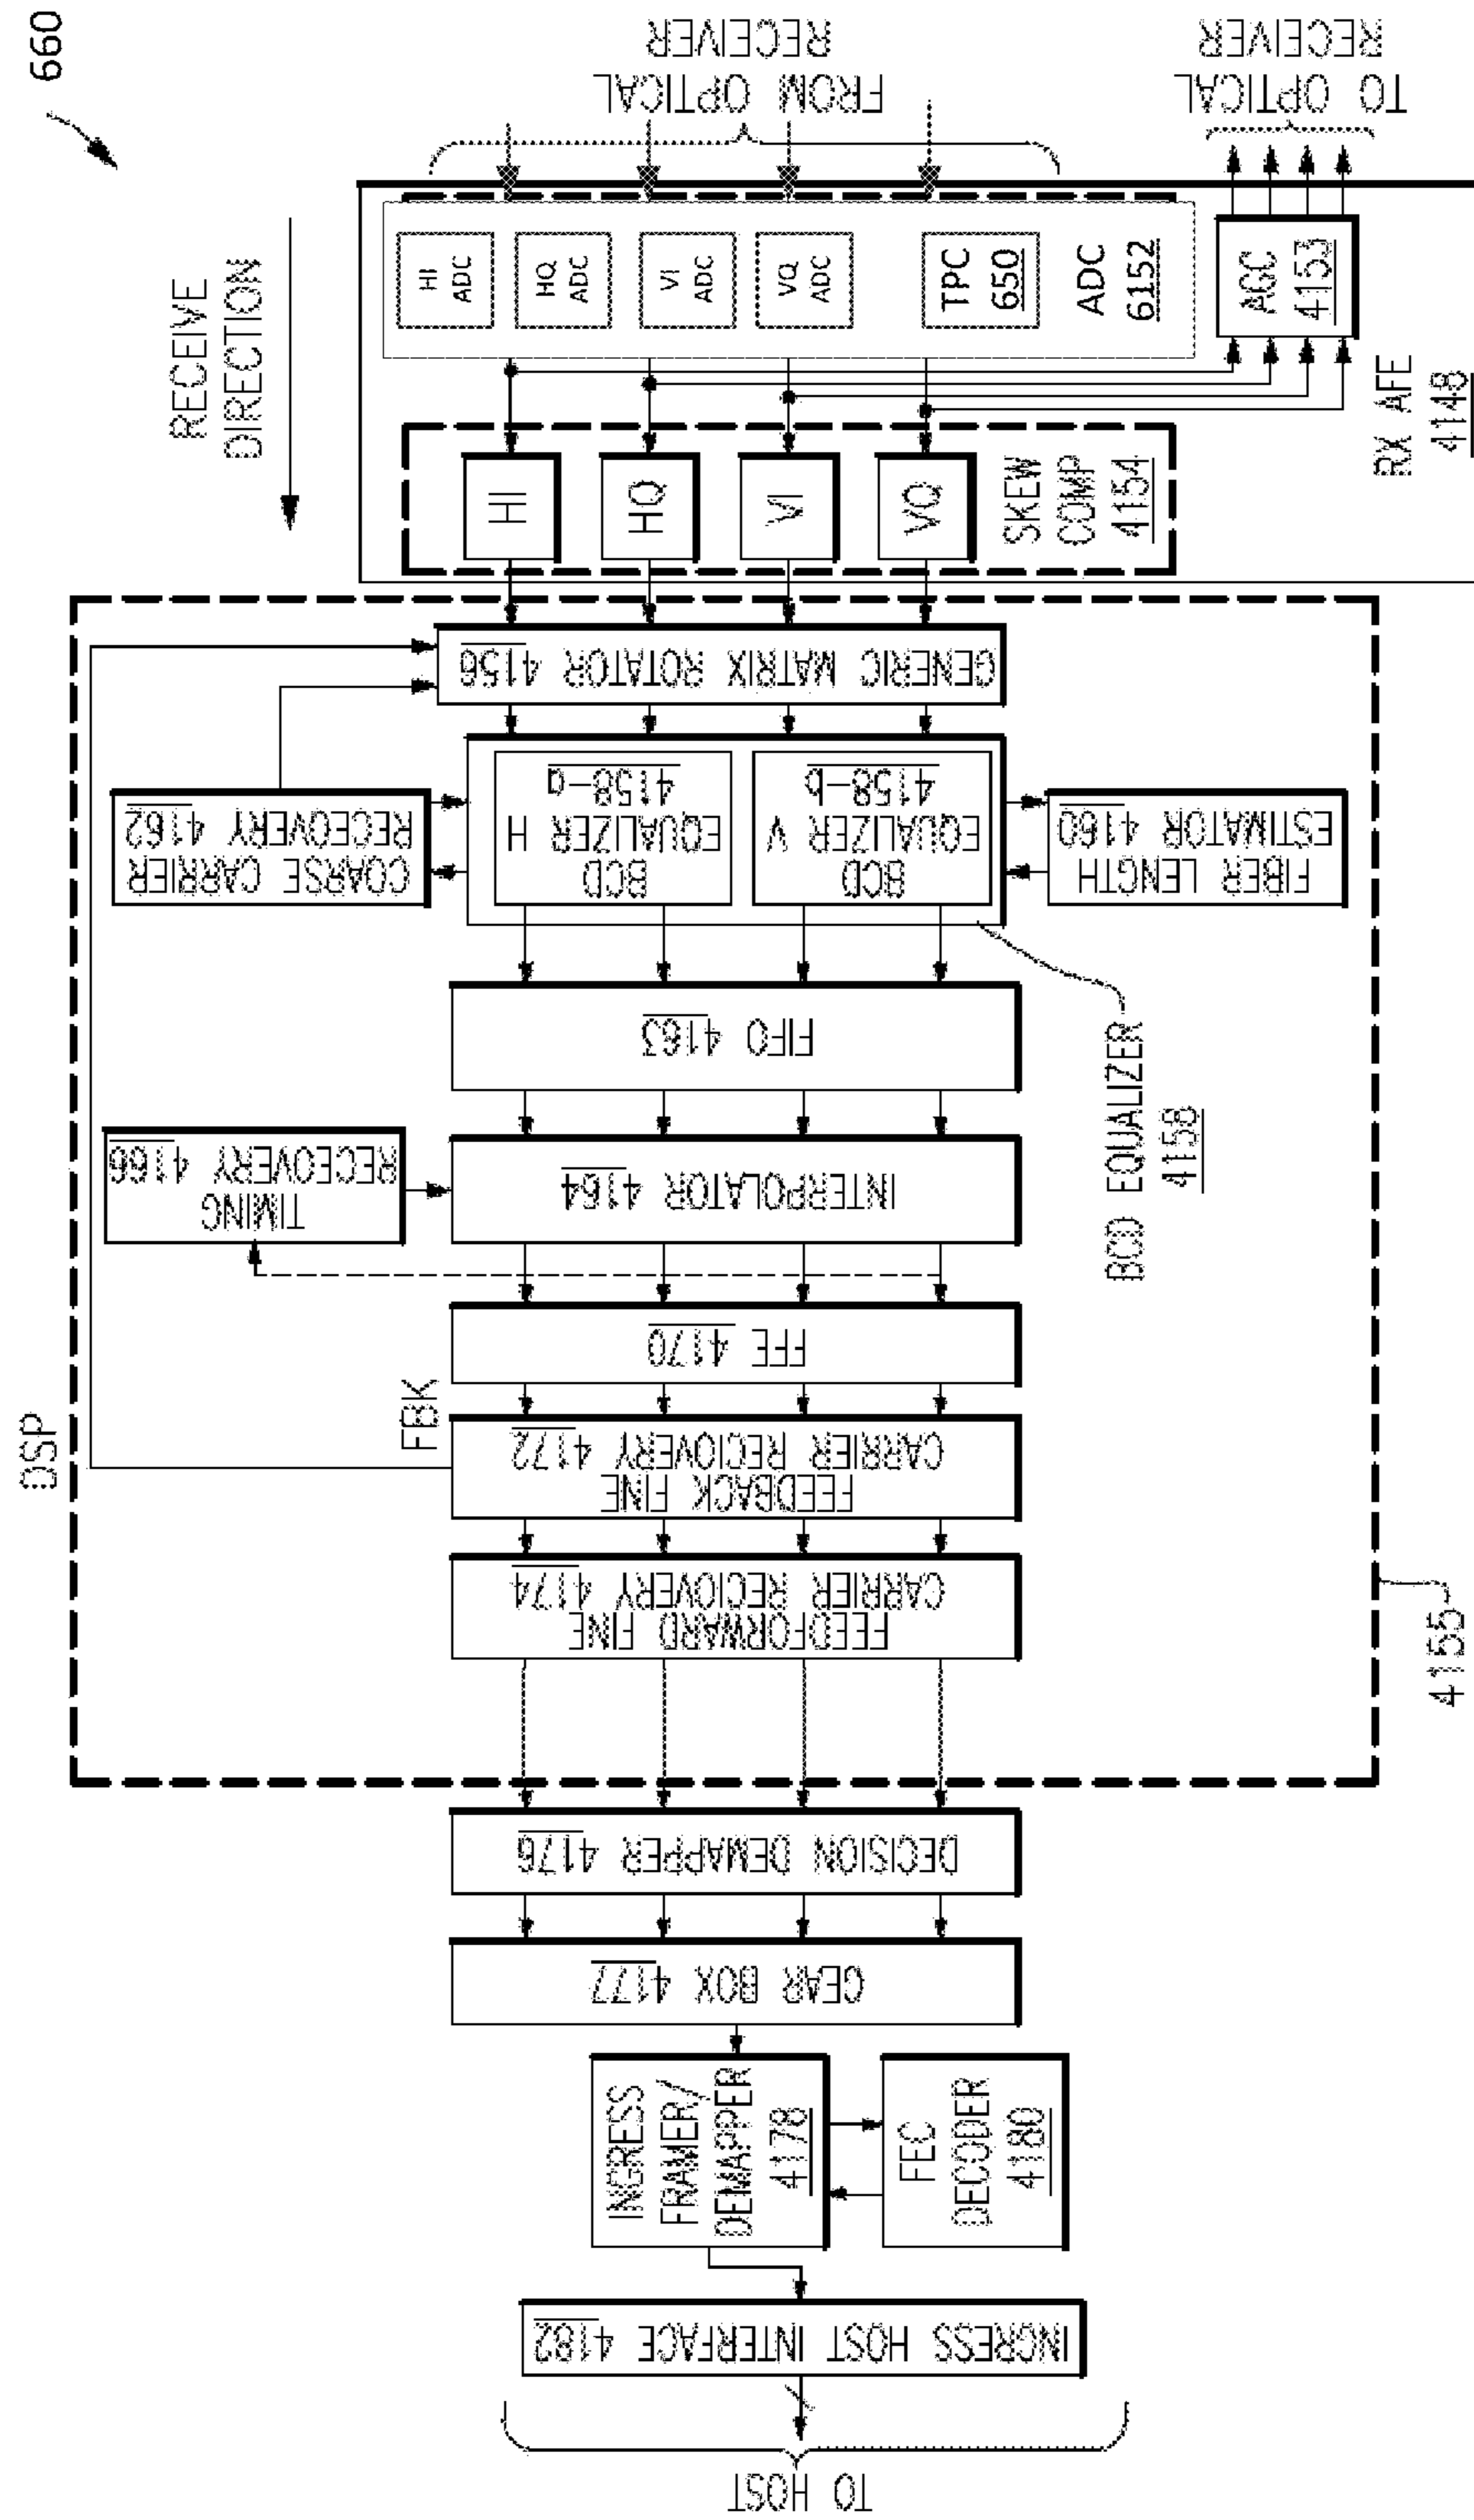 660
RECEIVE
DIRECTION
FROM OPTICAL
RECEIVER
TO OPTICAL
RECEIVER
HI
ADC
HQ
ADC
VI
ADC
VQ
ADC
TPC
650
ADC
6152
AGC
4153
RX AFE
4148
HI
HQ
VI
VQ
SKEW
COMP
4154
DSP
GENERIC MATRIX ROTATOR 4156
COARSE CARRIER
RECEOVERY 4162
BCD
EQUALIZER H
4158-a
BCD
EQUALIZER V
4158-b
FIBER LENGTH
ESTIMATOR 4160
BCD EQUALIZER
4158
FIFO 4163
TIMING
RECEOVERY 4166
INTERPOLATOR 4164
FFE 4170
FBK
FEEDBACK FINE
CARRIER RECIOVERY 4172
FEEDFORWARD FINE
CARRIER RECIOVERY 4174
4155
DECISION DEMAPPER 4176
GEAR BOX 4177
INGRESS
FRAMER/
DEMAPPER
4178
FEC
DECODER
4180
INGRESS HOST INTERFACE 4182
TO HOST